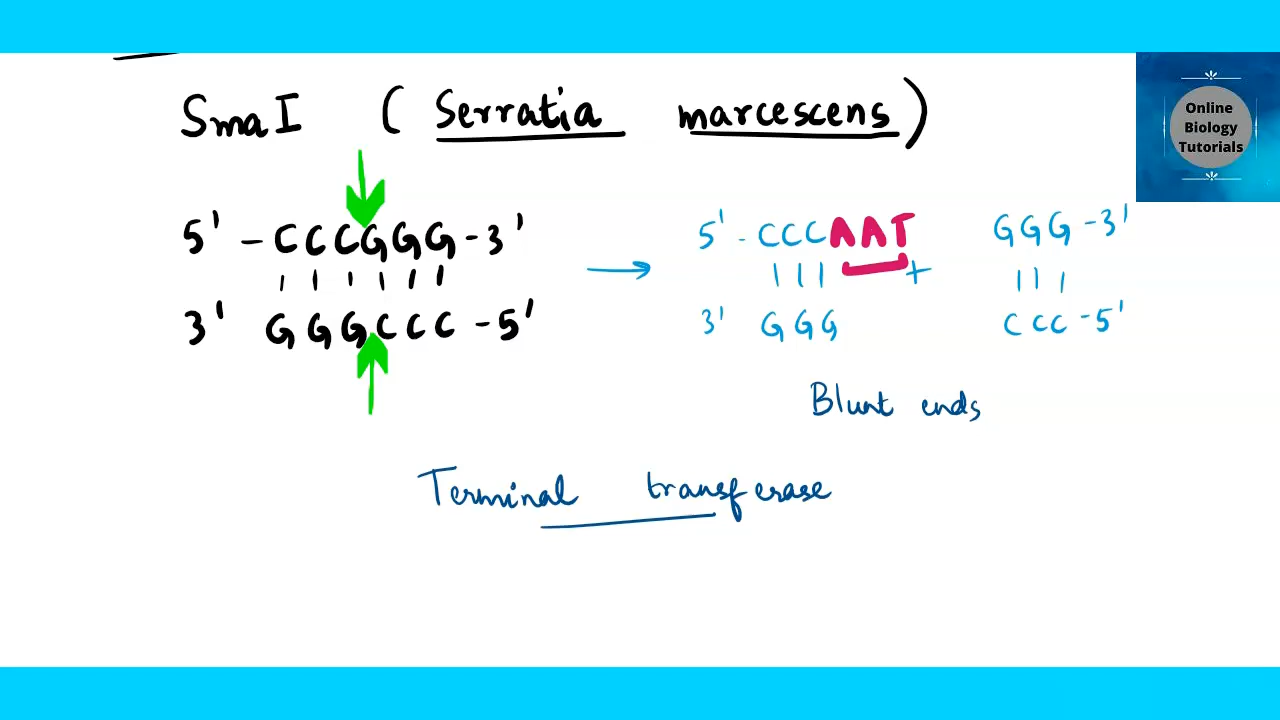 SmaI (Serratia marcescens)
Online
Biology
Tutorials
5' - CCCGGG - 3'
3' GGGCCC - 5'
5' - CCCAAT + GGG - 3'
3' GGG CCC - 5'
Blunt ends
Terminal transferase